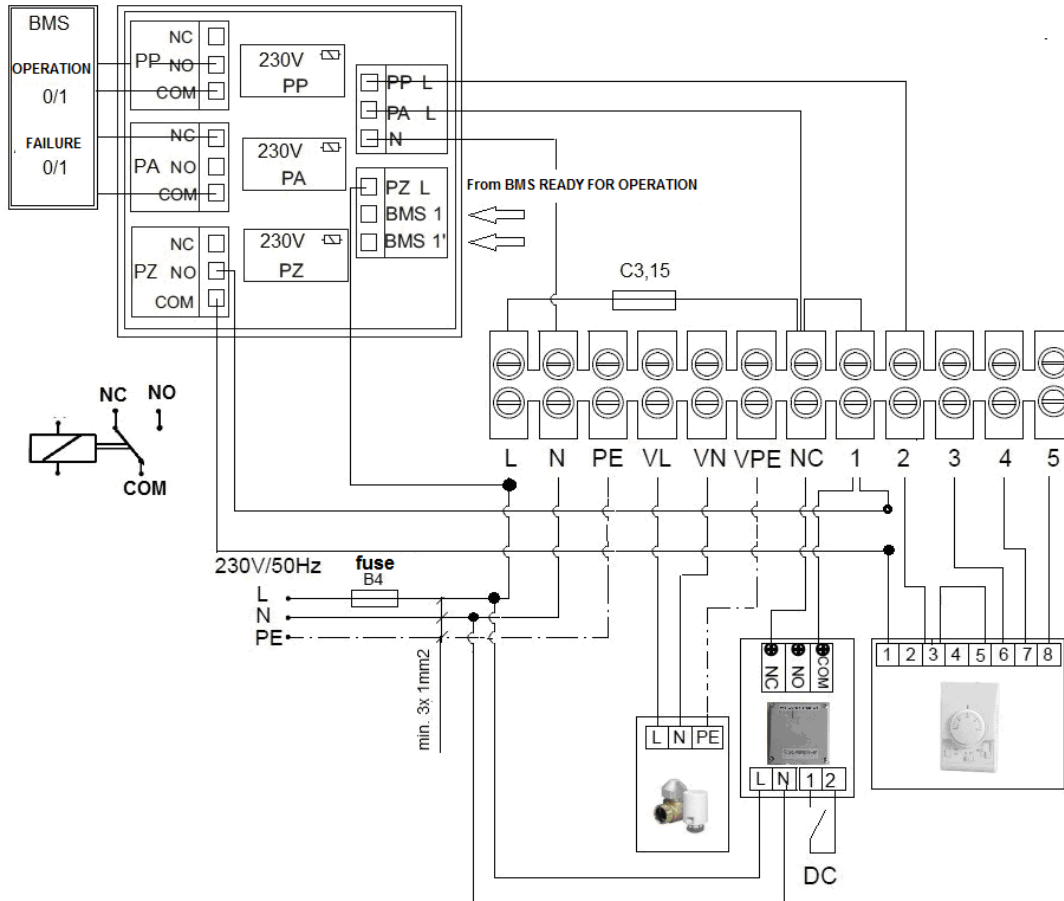 BMS
OPERATION
0/1
FAILURE
0/1
NC
PP NO
COM
NC
PA NO
COM
NC
PZ NO
COM
230V
PP
230V
PA
230V
PZ
PP L
PA L
N
PZ L
BMS 1
BMS 1'
From BMS READY FOR OPERATION
C3,15
NC NO
COM
L N PE VL VN VPE NC 1 2 3 4 5
230V/50Hz
fuse
B4
L
N
PE
min. 3x 1mm2
L N PE
NC NO COM
L N 1 2
DC
1 2 3 4 5 6 7 8